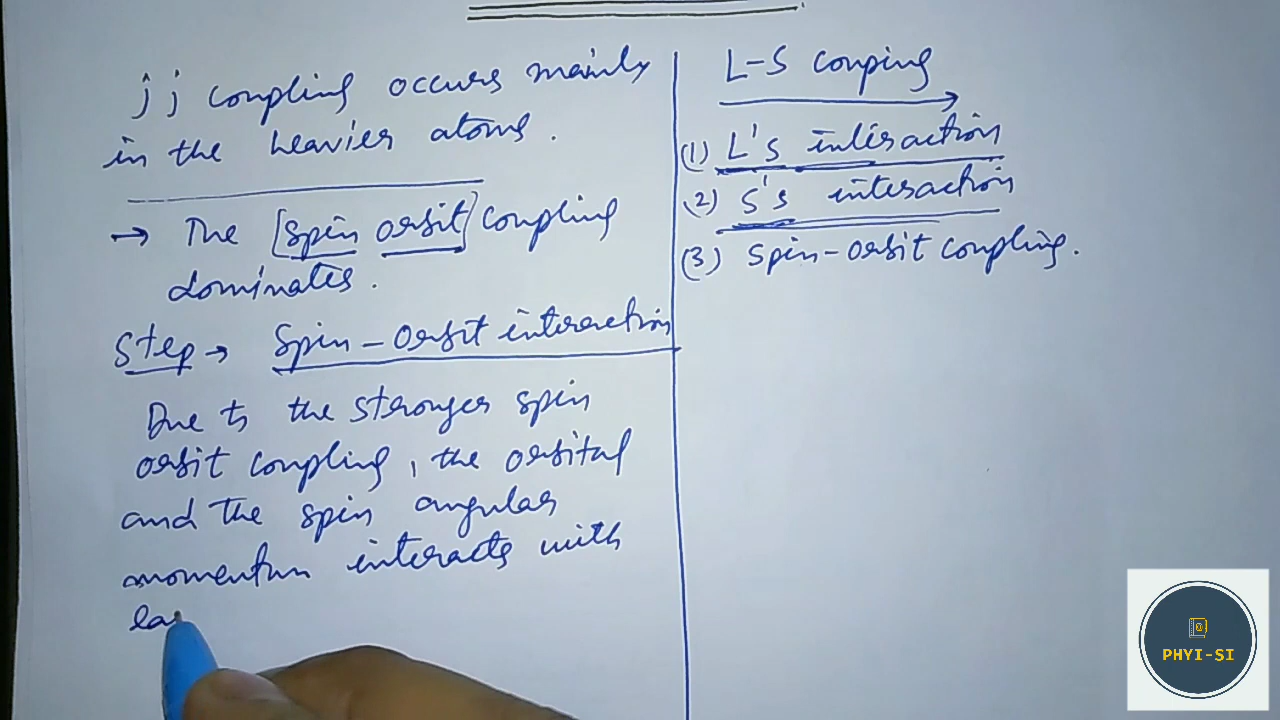 jj coupling occurs mainly
in the heavier atoms.
→ The [spin orbit] coupling
dominates.
Step → Spin-orbit interaction
Due to the stronger spin
orbit coupling, the orbital
and the spin angular
momentum interacts with
L-S couping
(1) L's interaction
(2) S's interaction
(3) Spin-orbit coupling.
PHYI-SI